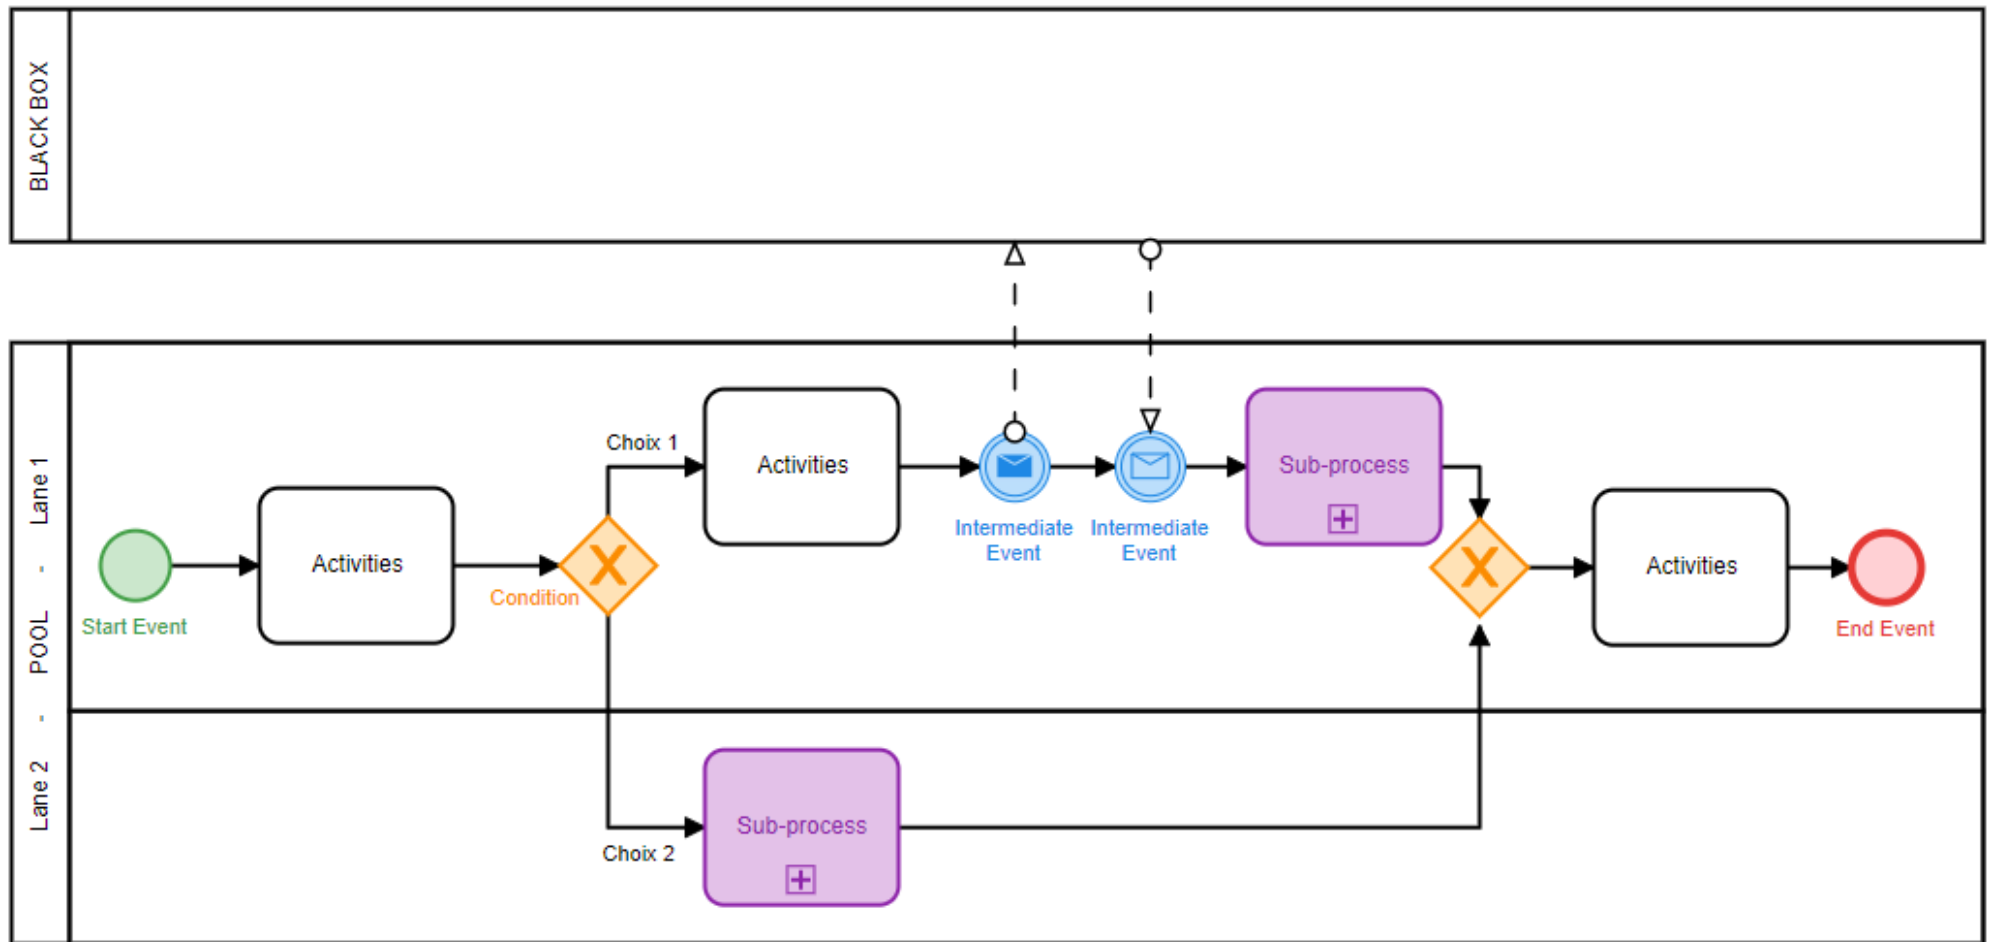 BLACK BOX
Lane 2 - POOL - Lane 1
Start Event
Activities
Condition
Choix 1
Activities
Intermediate
Event
Intermediate
Event
Sub-process
Choix 2
Sub-process
Activities
End Event